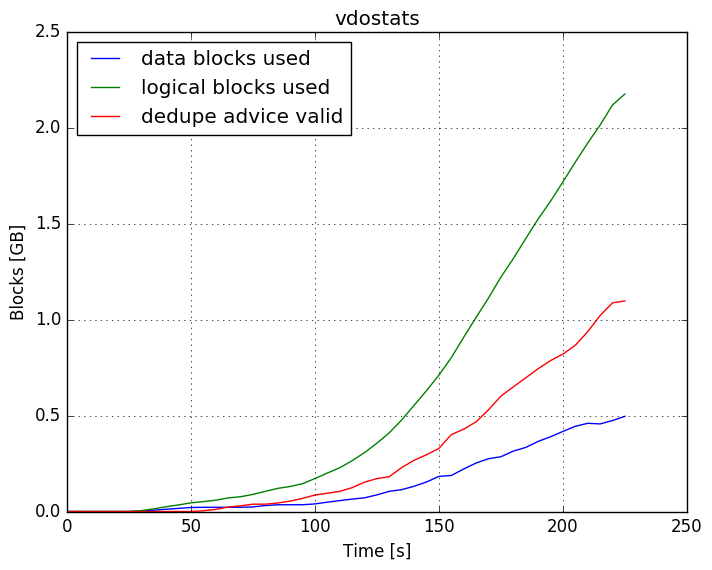 vdostats
data blocks used
logical blocks used
dedupe advice valid
Blocks [GB]
2.5
2.0
1.5
1.0
0.5
0.0
0 50 100 150 200 250
Time [s]